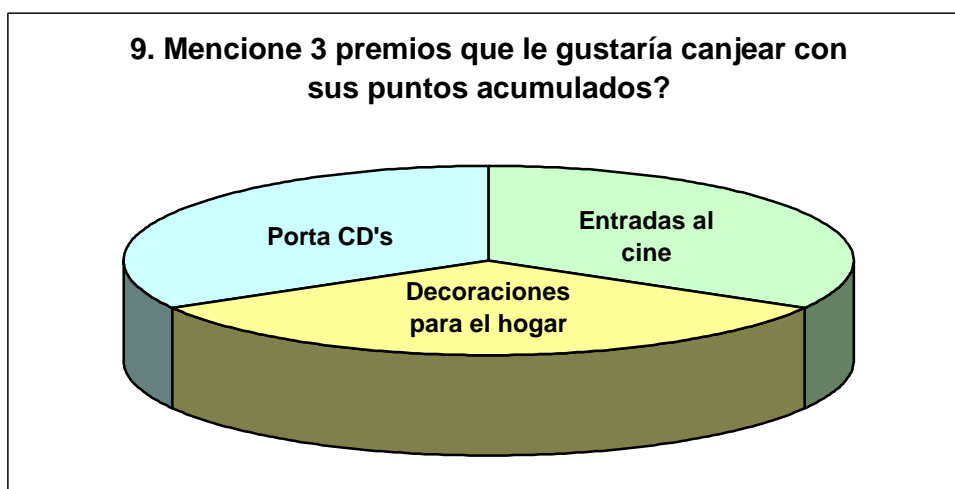 9. Mencione 3 premios que le gustaría canjear con
sus puntos acumulados?
Porta CD's
Entradas al
cine
Decoraciones
para el hogar